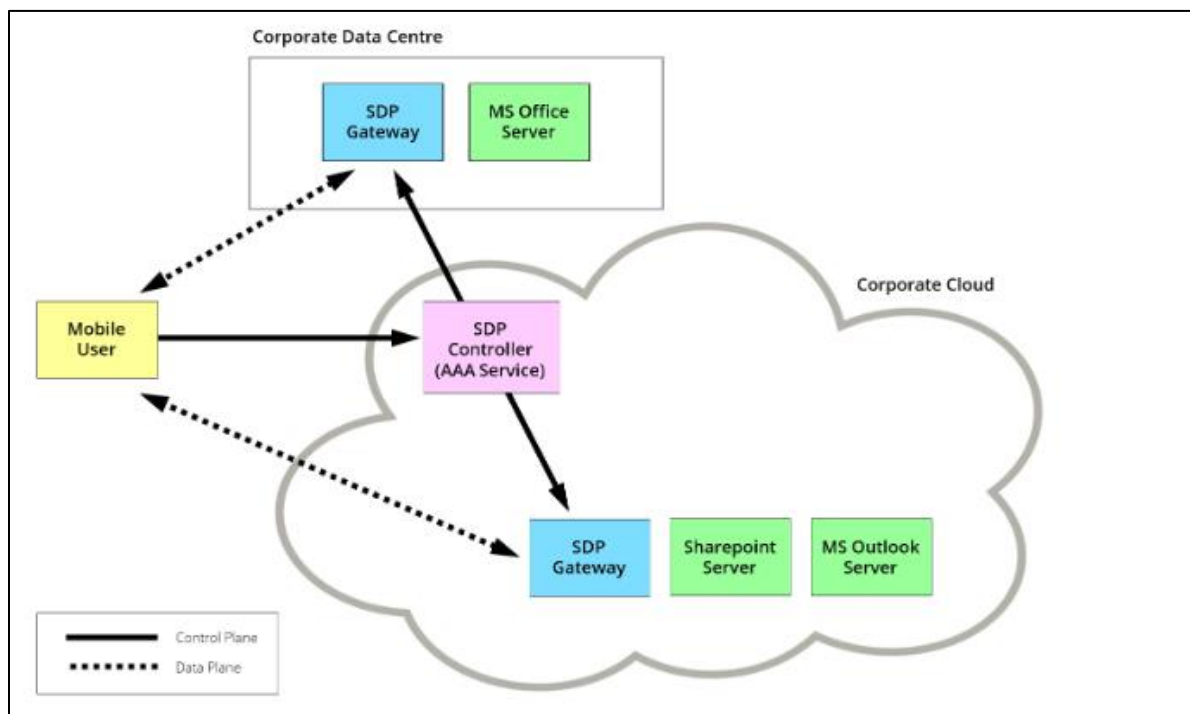 Corporate Data Centre
SDP
Gateway
MS Office
Server
Corporate Cloud
Mobile
User
SDP
Controller
(AAA Service)
SDP
Gateway
Sharepoint
Server
MS Outlook
Server
Control Plane
Data Plane